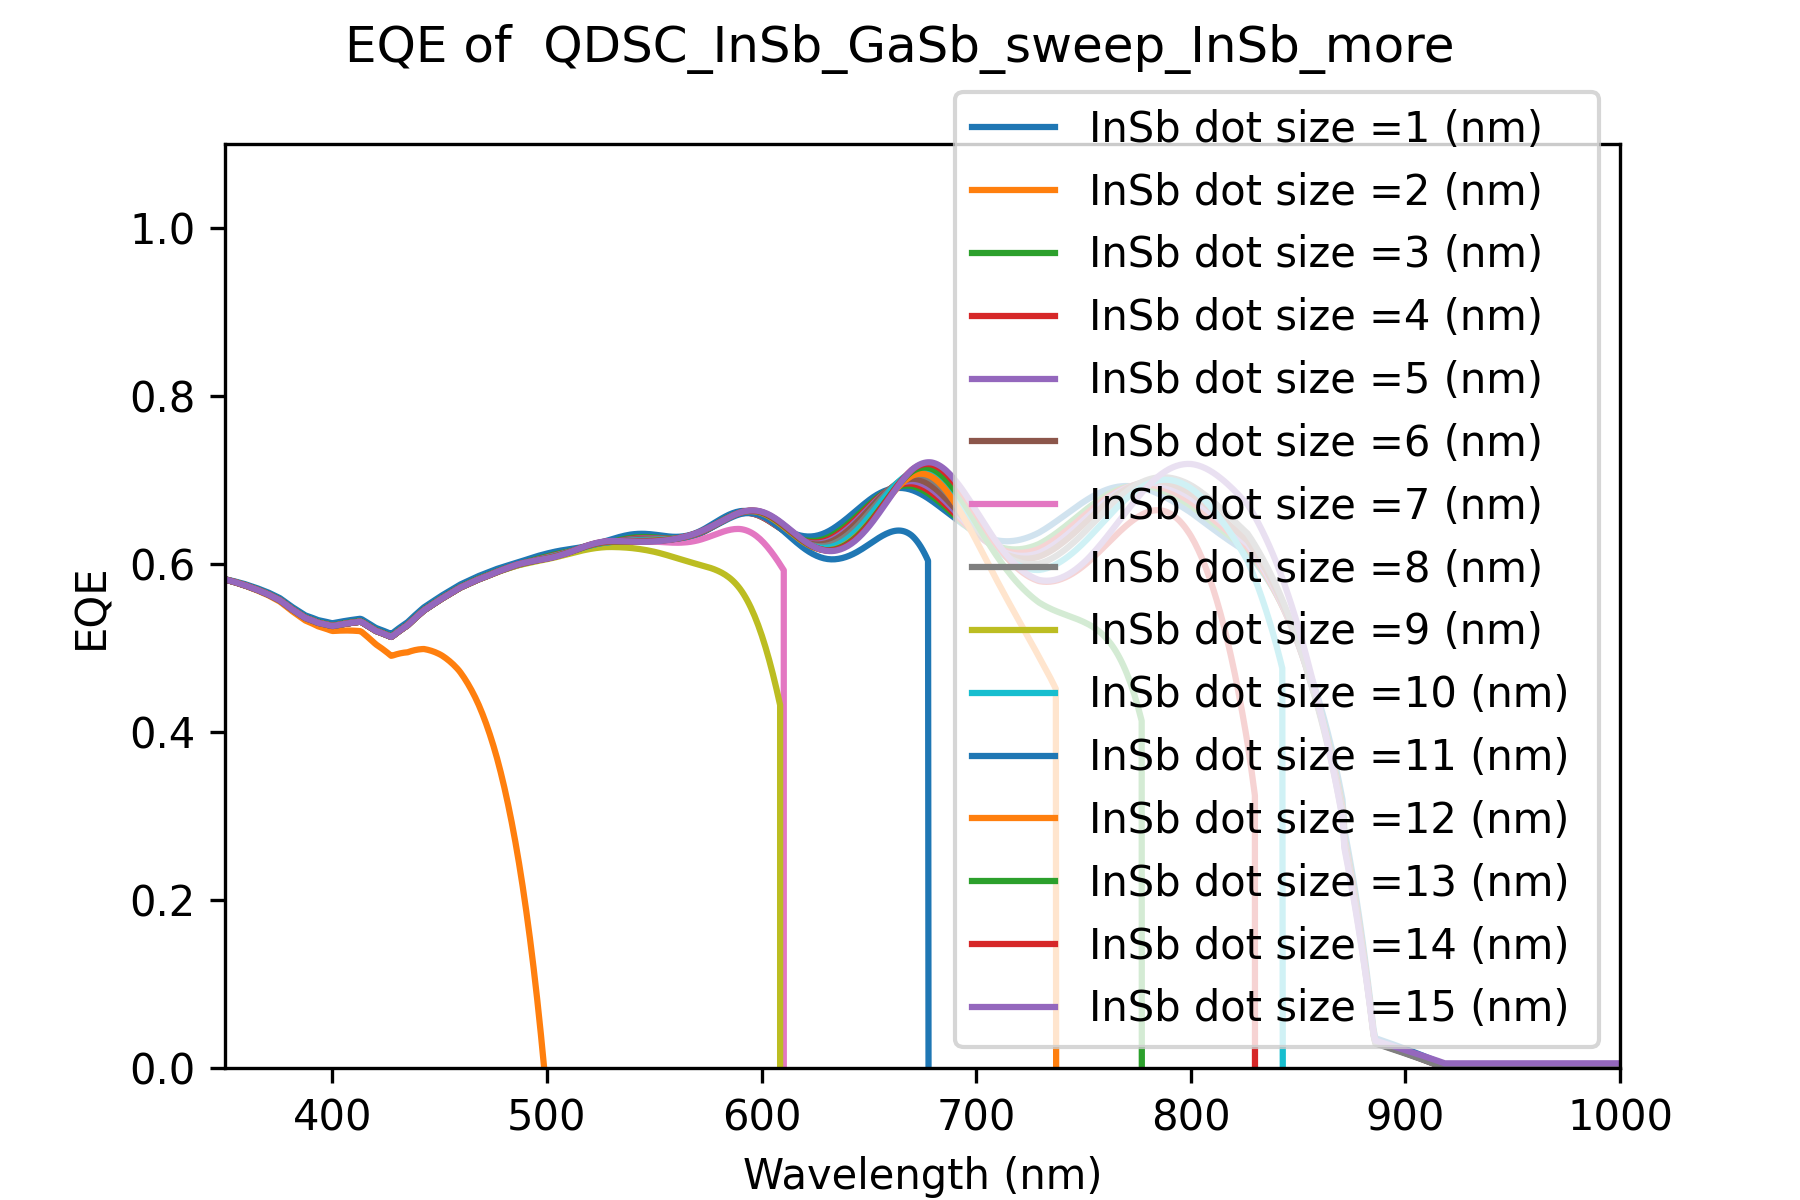 EQE of  QDSC_InSb_GaSb_sweep_InSb_more
InSb dot size =1 (nm)
InSb dot size =2 (nm)
InSb dot size =3 (nm)
InSb dot size =4 (nm)
InSb dot size =5 (nm)
InSb dot size =6 (nm)
InSb dot size =7 (nm)
InSb dot size =8 (nm)
InSb dot size =9 (nm)
InSb dot size =10 (nm)
InSb dot size =11 (nm)
InSb dot size =12 (nm)
InSb dot size =13 (nm)
InSb dot size =14 (nm)
InSb dot size =15 (nm)
1.0
0.8
0.6
0.4
0.2
0.0
EQE
400 500 600 700 800 900 1000
Wavelength (nm)